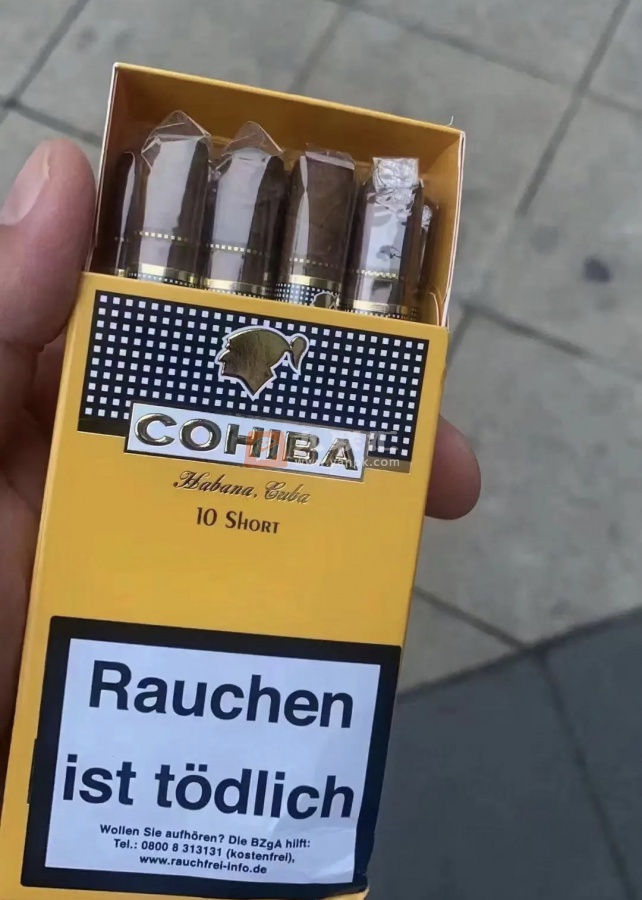 COHIBA
Habana, Cuba
10 SHORT
Rauchen
ist tödlich
Wollen Sie aufhören? Die BZgA hilft:
Tel.: 0800 8 313131 (kostenfrei),
www.rauchfrei-info.de